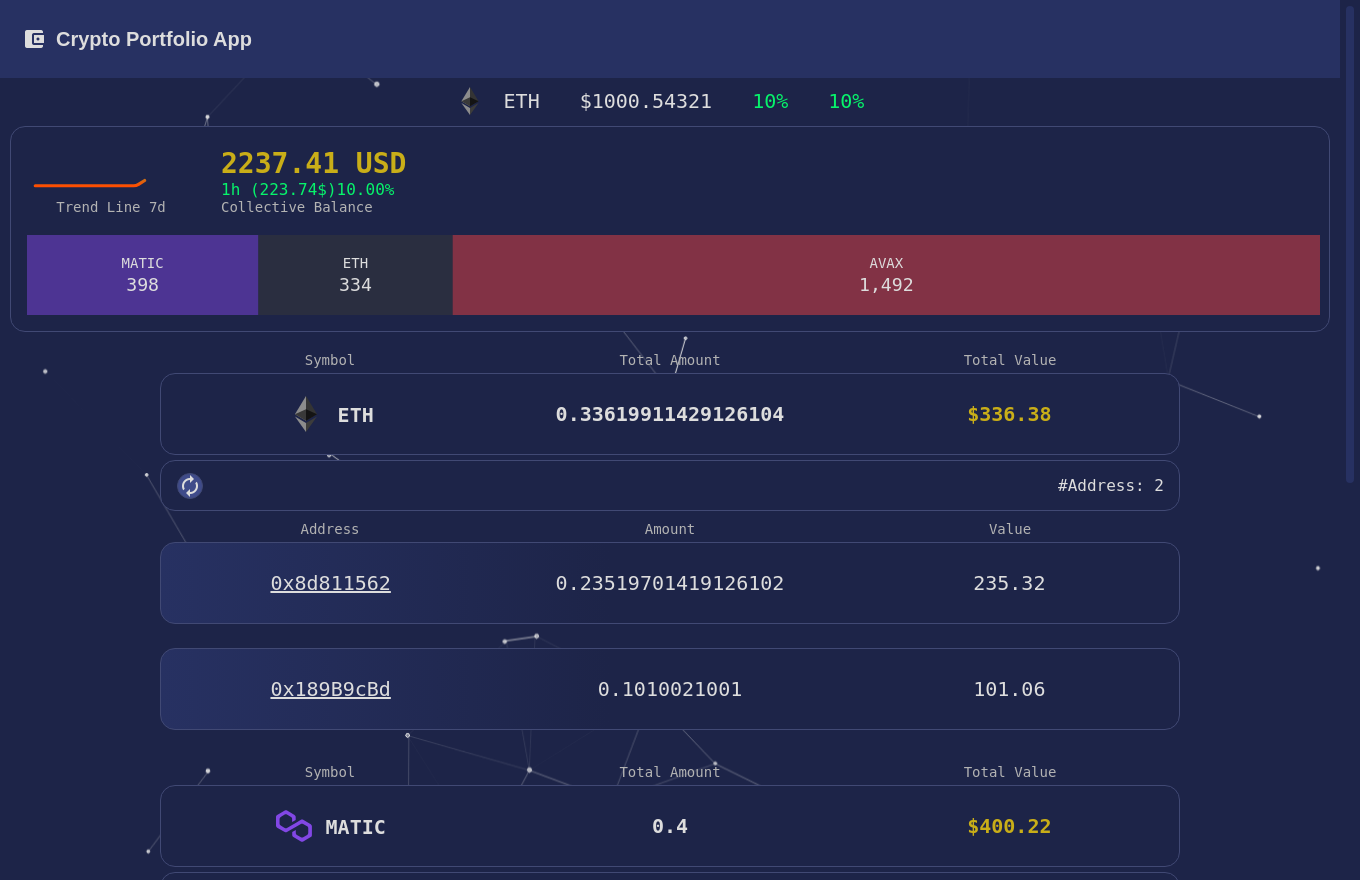 Crypto Portfolio App
ETH $1000.54321 10% 10%
2237.41 USD
1h (223.74$)10.00%
Trend Line 7d
Collective Balance
MATIC
398
ETH
334
AVAX
1,492
Symbol Total Amount Total Value
ETH 0.33619911429126104 $336.38
#Address: 2
Address Amount Value
0x8d811562 0.23519701419126102 235.32
0x189B9cBd 0.1010021001 101.06
Symbol Total Amount Total Value
MATIC 0.4 $400.22